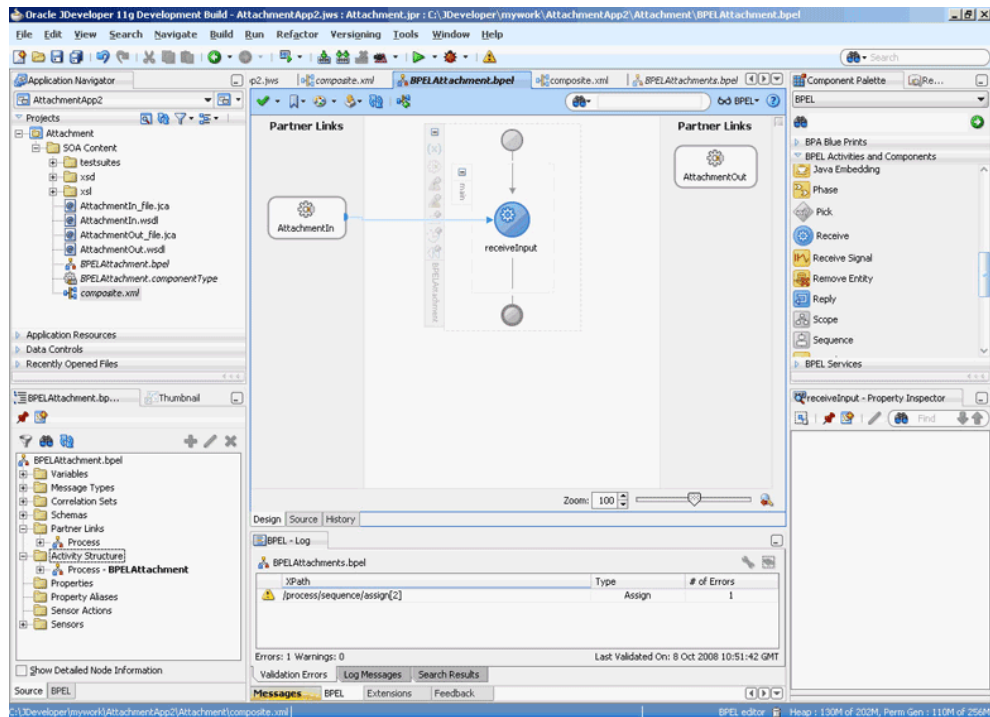 Oracle JDeveloper 11g Development Build - AttachmentApp2.jws : Attachment.jpr : C:\JDeveloper\mywork\AttachmentApp2\Attachment\BPELAttachment.bpel
File Edit View Search Navigate Build Run Refactor Versioning Tools Window Help
Search
Application Navigator
AttachmentApp2
Projects
Attachment
SOA Content
testsuites
xsd
xsl
AttachmentIn_file.jca
AttachmentIn.wsdl
AttachmentOut_file.jca
AttachmentOut.wsdl
BPELAttachment.bpel
BPELAttachment.componentType
composite.xml
Application Resources
Data Controls
Recently Opened Files
p2.jws composite.xml BPELAttachment.bpel composite.xml BPELAttachments.bpel
BPEL
Partner Links
Partner Links
main
AttachmentIn
receiveInput
AttachmentOut
BPELAttachment
Zoom: 100
Design Source History
Component Palette Re...
BPEL
BPA Blue Prints
BPEL Activities and Components
Java Embedding
Phase
Pick
Receive
Receive Signal
Remove Entity
Reply
Scope
Sequence
BPEL Services
BPELAttachment.bp... Thumbnail
BPELAttachment.bpel
Variables
Message Types
Correlation Sets
Schemas
Partner Links
Process
Activity Structure
Process - BPELAttachment
Properties
Property Aliases
Sensor Actions
Sensors
Show Detailed Node Information
Source BPEL
BPEL - Log
BPELAttachments.bpel
XPath Type # of Errors
/process/sequence/assign[2] Assign 1
Errors: 1 Warnings: 0 Last Validated On: 8 Oct 2008 10:51:42 GMT
Validation Errors Log Messages Search Results
Messages BPEL Extensions Feedback
receiveInput - Property Inspector
Find
C:\JDeveloper\mywork\AttachmentApp2\Attachment\composite.xml BPEL editor Heap : 130M of 202M, Perm Gen : 110M of 256M